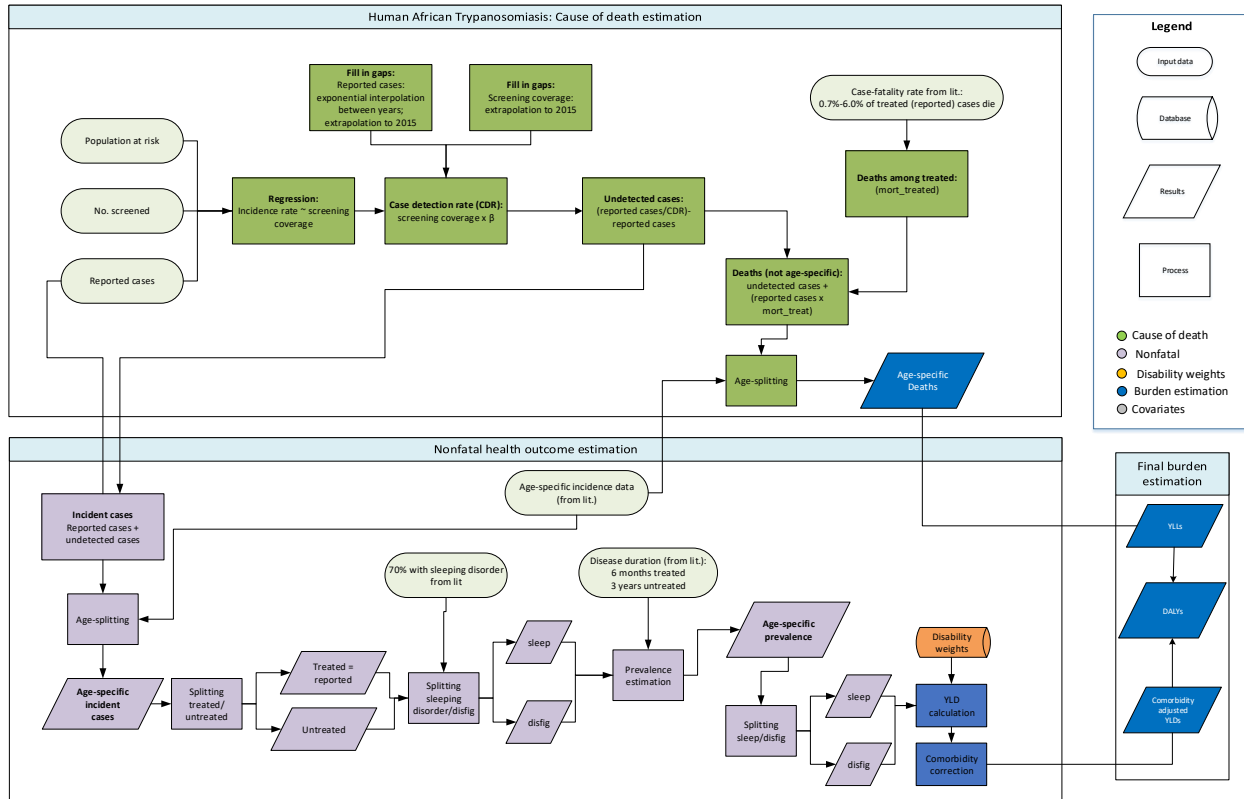 Human African Trypanosomiasis: Cause of death estimation
Legend
Input data
Database
Results
Process
Cause of death
Nonfatal
Disability weights
Burden estimation
Covariates
Fill in gaps:
Reported cases:
exponential interpolation
between years;
extrapolation to 2015
Fill in gaps:
Screening coverage:
extrapolation to 2015
Case-fatality rate from lit.:
0.7%-6.0% of treated (reported) cases die
Population at risk
No. screened
Reported cases
Regression:
Incidence rate ~ screening
coverage
Case detection rate (CDR):
screening coverage x β
Undetected cases:
(reported cases/CDR)-
reported cases
Deaths among treated:
(mort_treated)
Deaths (not age-specific):
undetected cases +
(reported cases x
mort_treat)
Age-splitting
Age-specific
Deaths
Nonfatal health outcome estimation
Age-specific incidence data
(from lit.)
Incident cases
Reported cases +
undetected cases
Age-splitting
Age-specific
incident
cases
Splitting
treated/
untreated
Treated =
reported
Untreated
70% with sleeping disorder
from lit
Splitting
sleeping
disorder/disfig
sleep
disfig
Disease duration (from lit.):
6 months treated
3 years untreated
Prevalence
estimation
Age-specific
prevalence
Splitting
sleep/disfig
sleep
disfig
Disability
weights
YLD
calculation
Comorbidity
correction
Final burden
estimation
YLLs
DALYs
Comorbidity
adjusted
YLDs